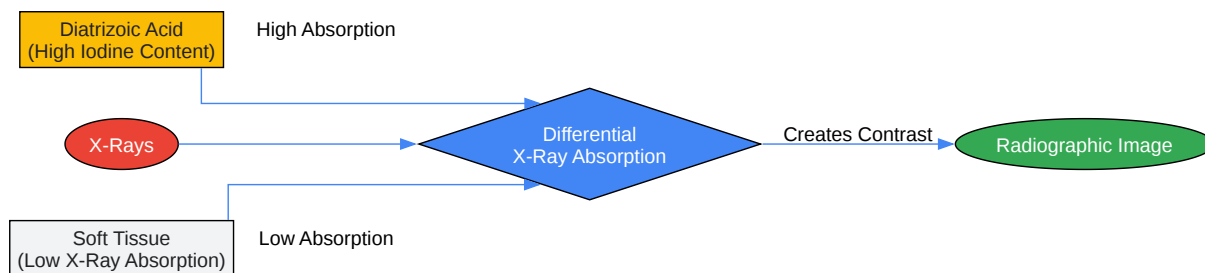 Diatrizoic Acid
(High Iodine Content)
High Absorption
X-Rays
Differential
X-Ray Absorption
Creates Contrast
Radiographic Image
Soft Tissue
(Low X-Ray Absorption)
Low Absorption